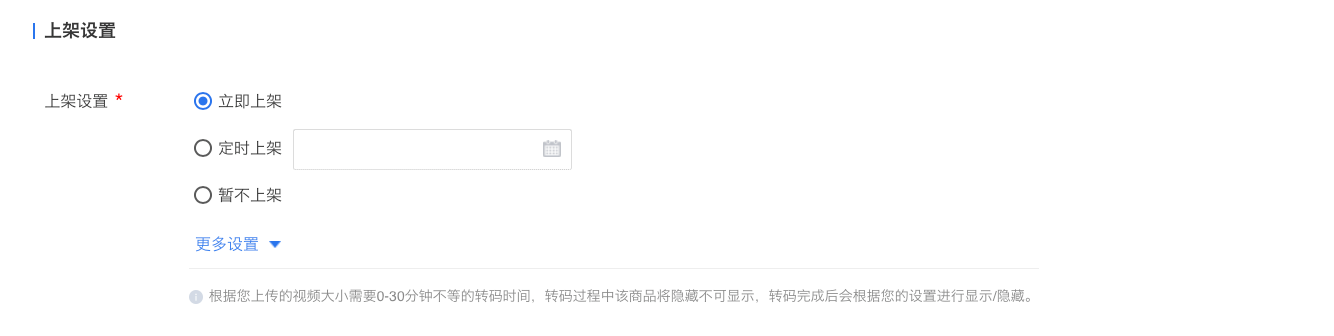 上架设置
上架设置 *
立即上架
定时上架
暂不上架
更多设置
根据您上传的视频大小需要0-30分钟不等的转码时间，转码过程中该商品将隐藏不可显示，转码完成后会根据您的设置进行显示/隐藏。